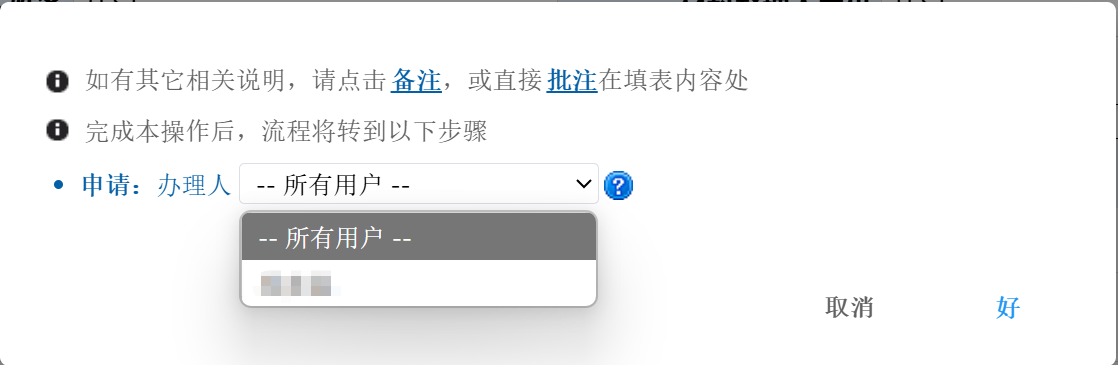 如有其它相关说明，请点击备注，或直接批注在填表内容处
完成本操作后，流程将转到以下步骤
申请：办理人 -- 所有用户 --
-- 所有用户 --
取消 好